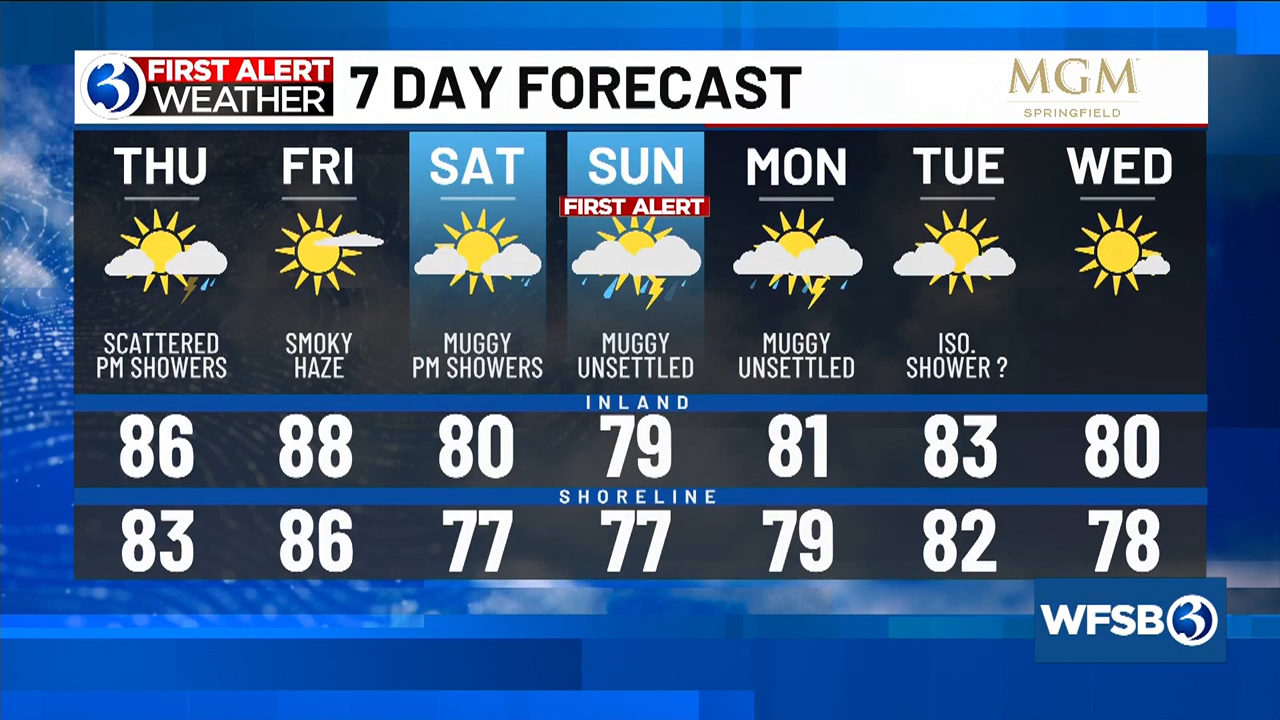 3 FIRST ALERT
WEATHER
7 DAY FORECAST
MGM
SPRINGFIELD
THU FRI SAT SUN MON TUE WED
FIRST ALERT
SCATTERED PM SHOWERS
SMOKY HAZE
MUGGY PM SHOWERS
MUGGY UNSETTLED
MUGGY UNSETTLED
ISO. SHOWER ?
INLAND
86 88 80 79 81 83 80
SHORELINE
83 86 77 77 79 82 78
WFSB 3